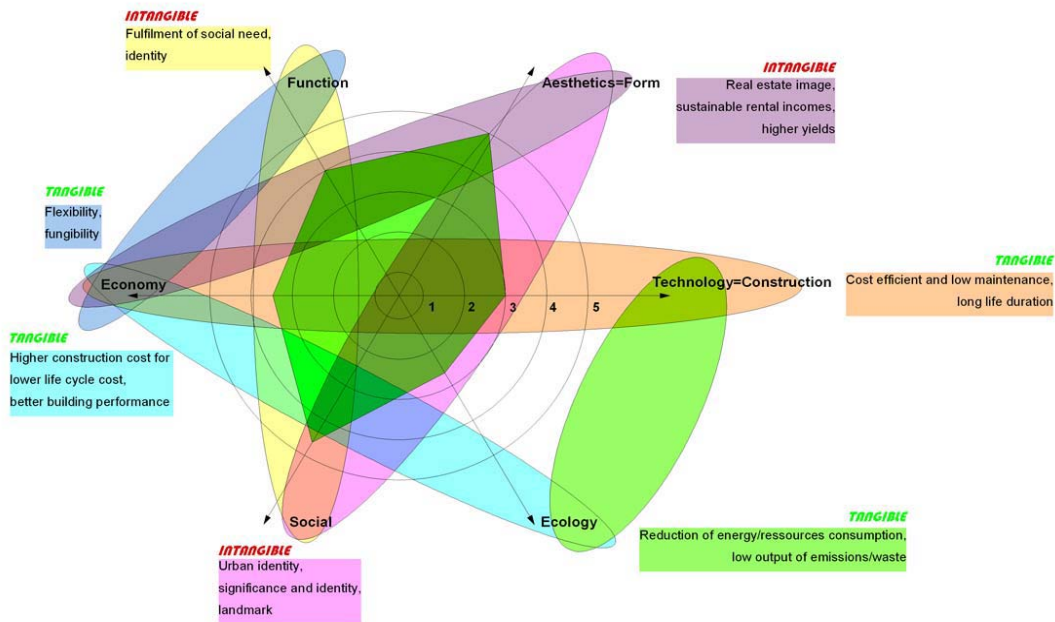 INTANGIBLE
Fulfilment of social need,
identity
Function
Aesthetics=Form
INTANGIBLE
Real estate image,
sustainable rental incomes,
higher yields
TANGIBLE
Flexibility,
fungibility
Economy
Technology=Construction
TANGIBLE
Cost efficient and low maintenance,
long life duration
1 2 3 4 5
TANGIBLE
Higher construction cost for
lower life cycle cost,
better building performance
Social
Ecology
INTANGIBLE
Urban identity,
significance and identity,
landmark
TANGIBLE
Reduction of energy/ressources consumption,
low output of emissions/waste